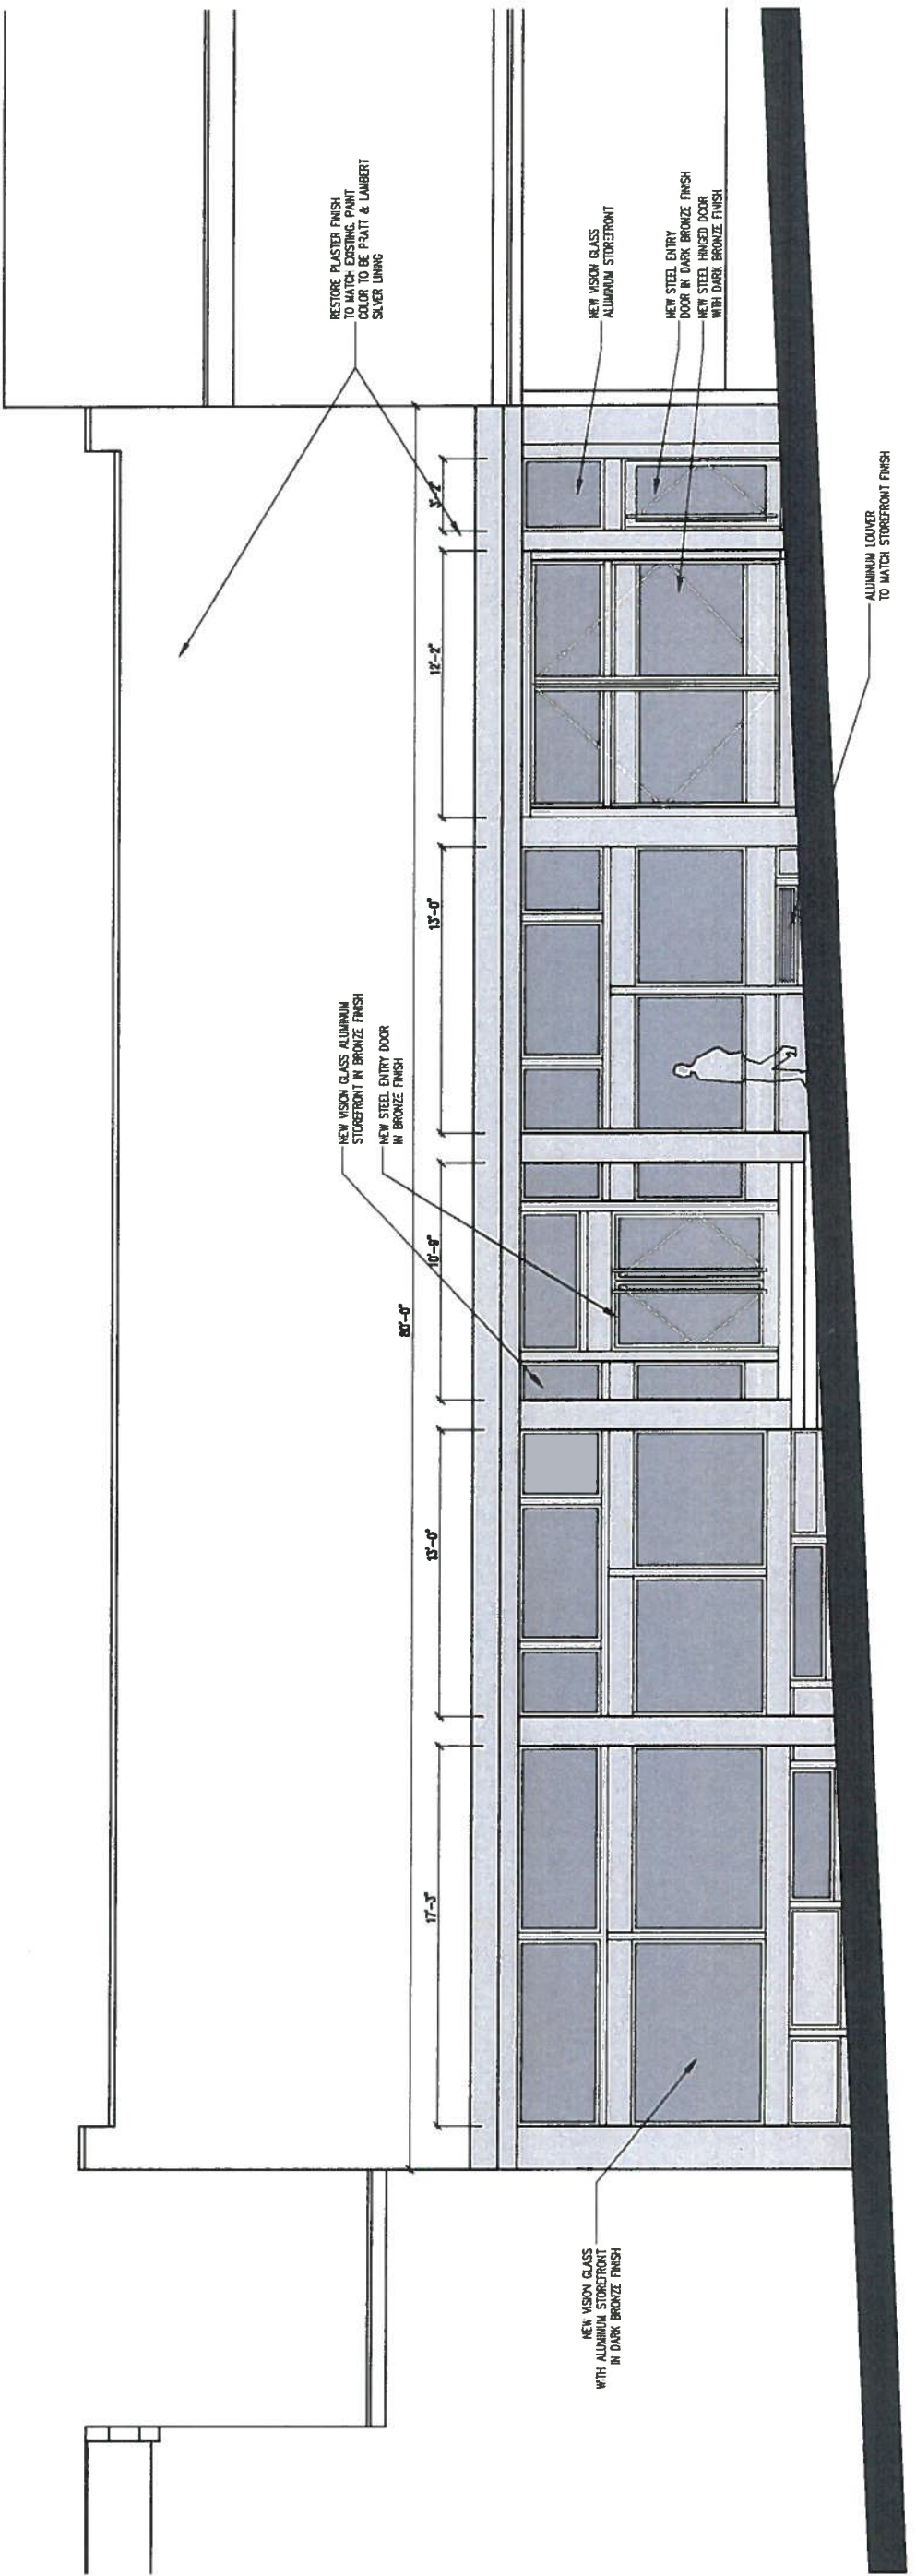 NEW VISION GLASS ALUMINUM
STOREFRONT IN BRONZE FINISH
NEW STEEL ENTRY DOOR
IN BRONZE FINISH
RESTORE PLASTER FINISH
TO MATCH EXISTING. PAINT
COLOR TO BE PRATT & LAMBERT
SILVER LINING
80'-0"
17'-3"
13'-0"
10'-9"
13'-0"
12'-2"
3'-2"
NEW VISION GLASS
WITH ALUMINUM STOREFRONT
IN DARK BRONZE FINISH
NEW VISION GLASS
ALUMINUM STOREFRONT
NEW STEEL ENTRY
DOOR IN DARK BRONZE FINISH
NEW STEEL HINGED DOOR
WITH DARK BRONZE FINISH
ALUMINUM LOUVER
TO MATCH STOREFRONT FINISH